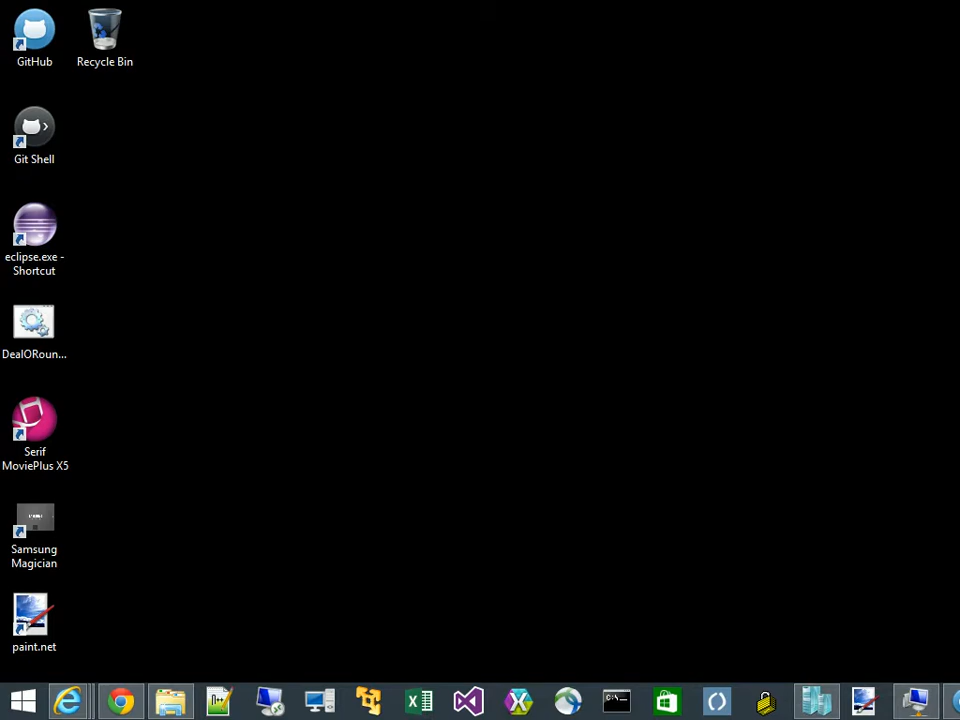 GitHub
Recycle Bin
Git Shell
eclipse.exe -
Shortcut
DealORoun...
Serif
MoviePlus X5
Samsung
Magician
paint.net